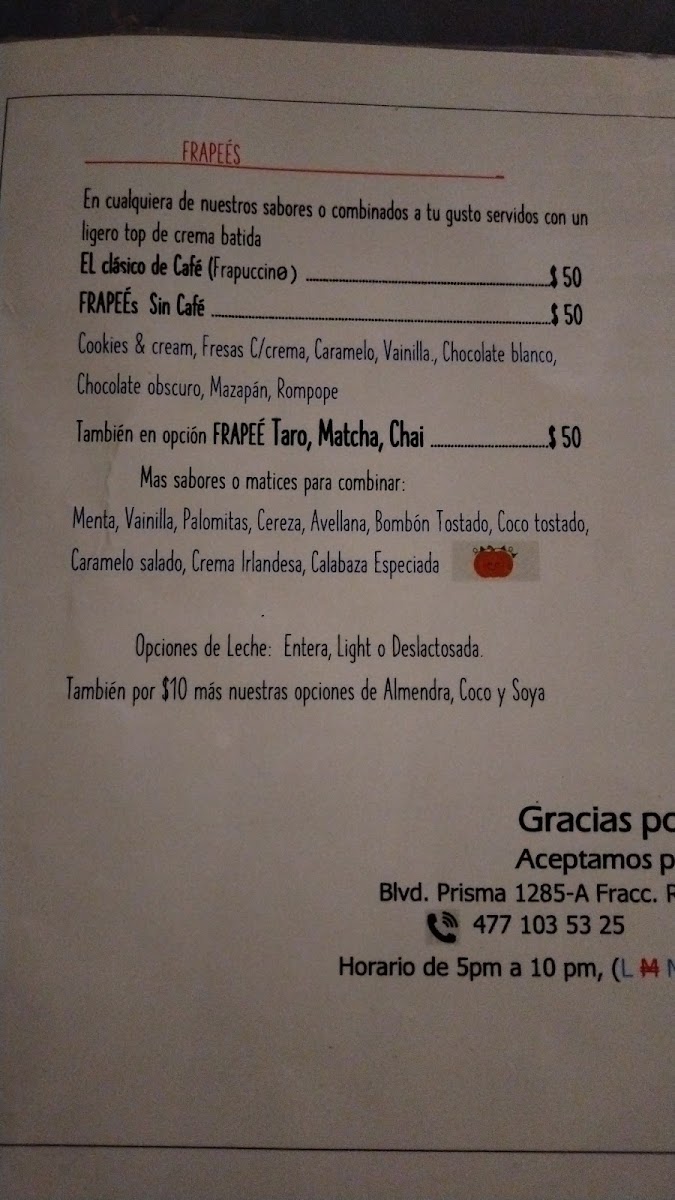 FRAPEÉS
En cualquiera de nuestros sabores o combinados a tu gusto servidos con un
ligero top de crema batida
EL clásico de Café (Frapuccinɵ) ........ $ 50
FRAPEÉs Sin Café ........ $ 50
Cookies & cream, Fresas C/crema, Caramelo, Vainilla., Chocolate blanco,
Chocolate obscuro, Mazapán, Rompope
También en opción FRAPEÉ Taro, Matcha, Chai ........ $ 50
Mas sabores o matices para combinar:
Menta, Vainilla, Palomitas, Cereza, Avellana, Bombón Tostado, Coco tostado,
Caramelo salado, Crema Irlandesa, Calabaza Especiada
Opciones de Leche: Entera, Light o Deslactosada.
También por $10 más nuestras opciones de Almendra, Coco y Soya
Gracias po
Aceptamos p
Blvd. Prisma 1285-A Fracc.
477 103 53 25
Horario de 5pm a 10 pm, (L M